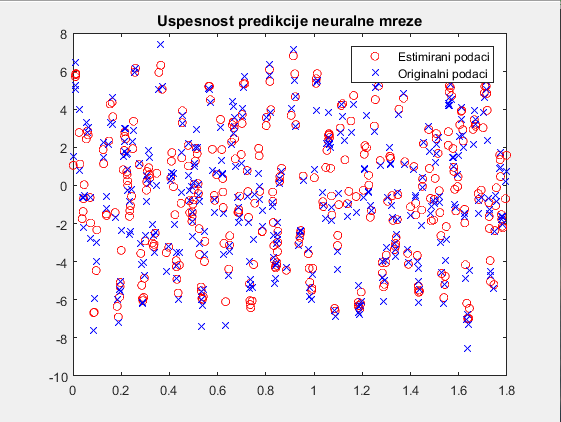 Uspesnost predikcije neuralne mreze
8
Estimirani podaci
Originalni podaci
6
4
2
0
-2
-4
-6
-8
-10
0 0.2 0.4 0.6 0.8 1 1.2 1.4 1.6 1.8